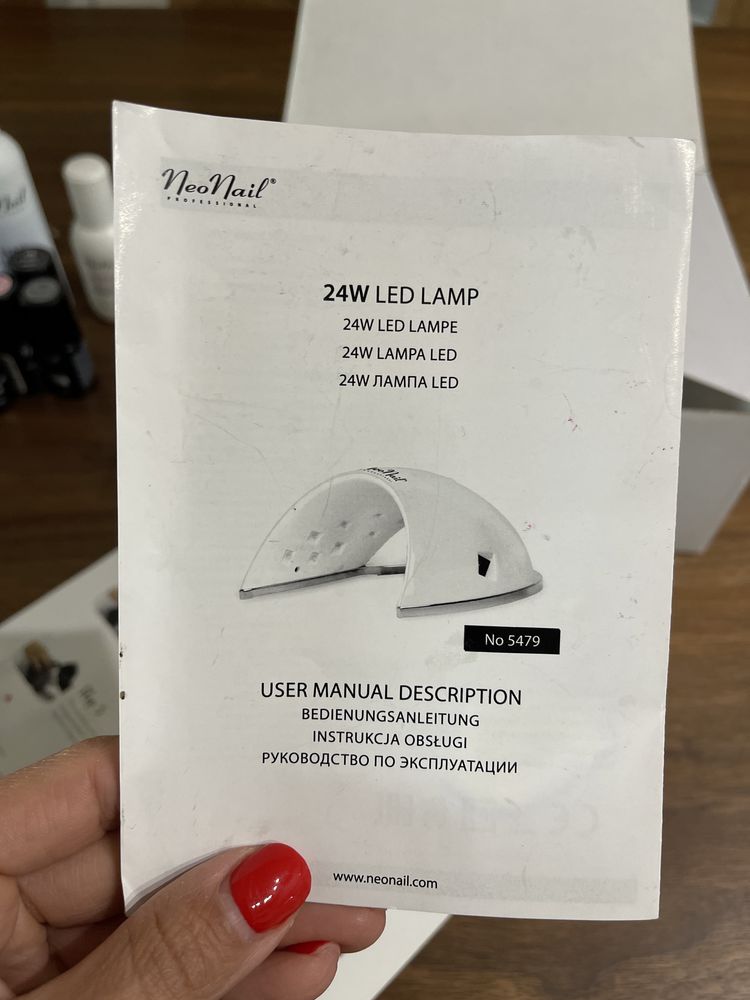 NeoNail®
PROFESSIONAL
24W LED LAMP
24W LED LAMPE
24W LAMPA LED
24W ЛАМПА LED
NeoNail
No 5479
USER MANUAL DESCRIPTION
BEDIENUNGSANLEITUNG
INSTRUKCJA OBSŁUGI
РУКОВОДСТВО ПО ЭКСПЛУАТАЦИИ
www.neonail.com